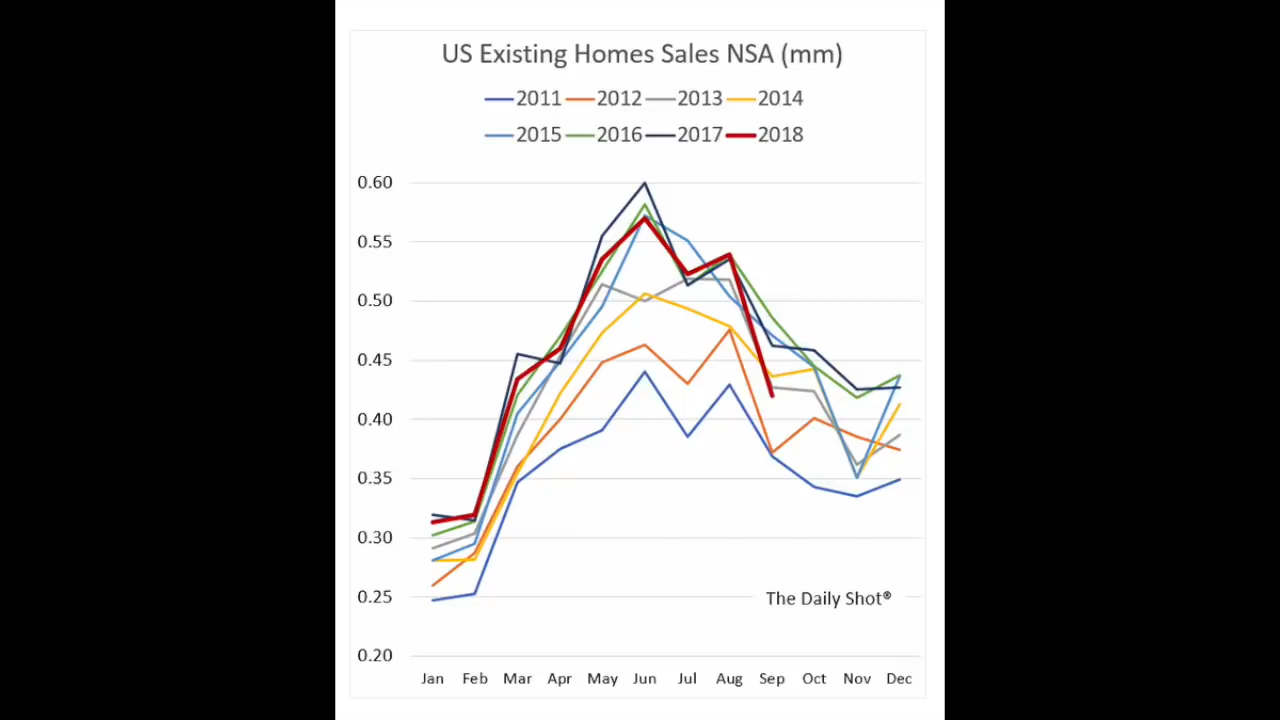 US Existing Homes Sales NSA (mm)
2011 2012 2013 2014
2015 2016 2017 2018
0.60
0.55
0.50
0.45
0.40
0.35
0.30
0.25
The Daily Shot®
0.20
Jan Feb Mar Apr May Jun Jul Aug Sep Oct Nov Dec